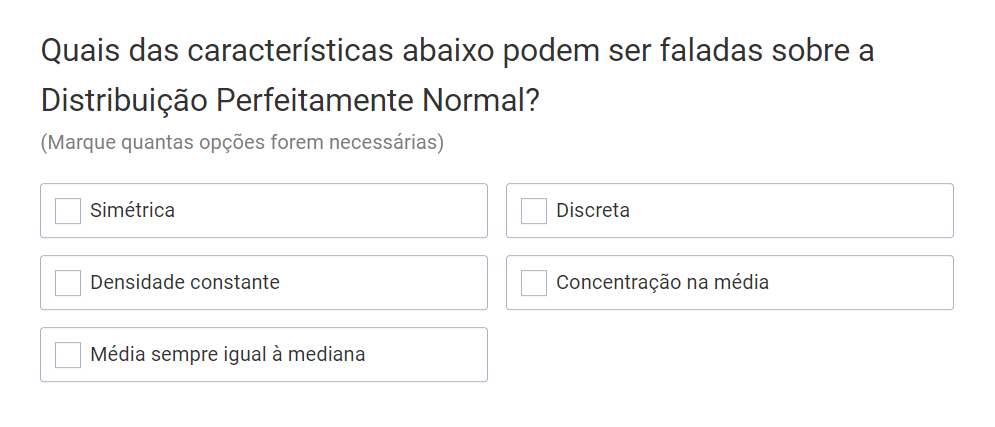 Quais das características abaixo podem ser faladas sobre a
Distribuição Perfeitamente Normal?
(Marque quantas opções forem necessárias)
Simétrica
Discreta
Densidade constante
Concentração na média
Média sempre igual à mediana